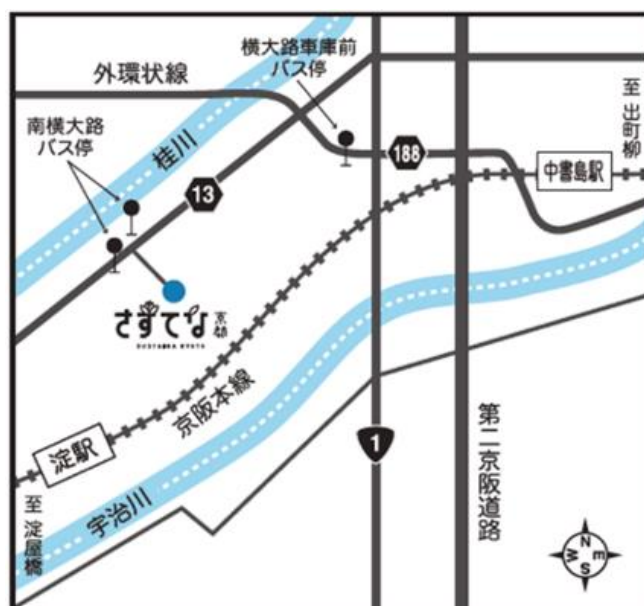 横大路車庫前
バス停
外環状線
至 出町柳
南横大路
バス停
桂川
188
中書島駅
13
さすてな京都
SUSTAINA KYOTO
京阪本線
淀駅
1
第二京阪道路
宇治川
至 淀屋橋
N
W E
S